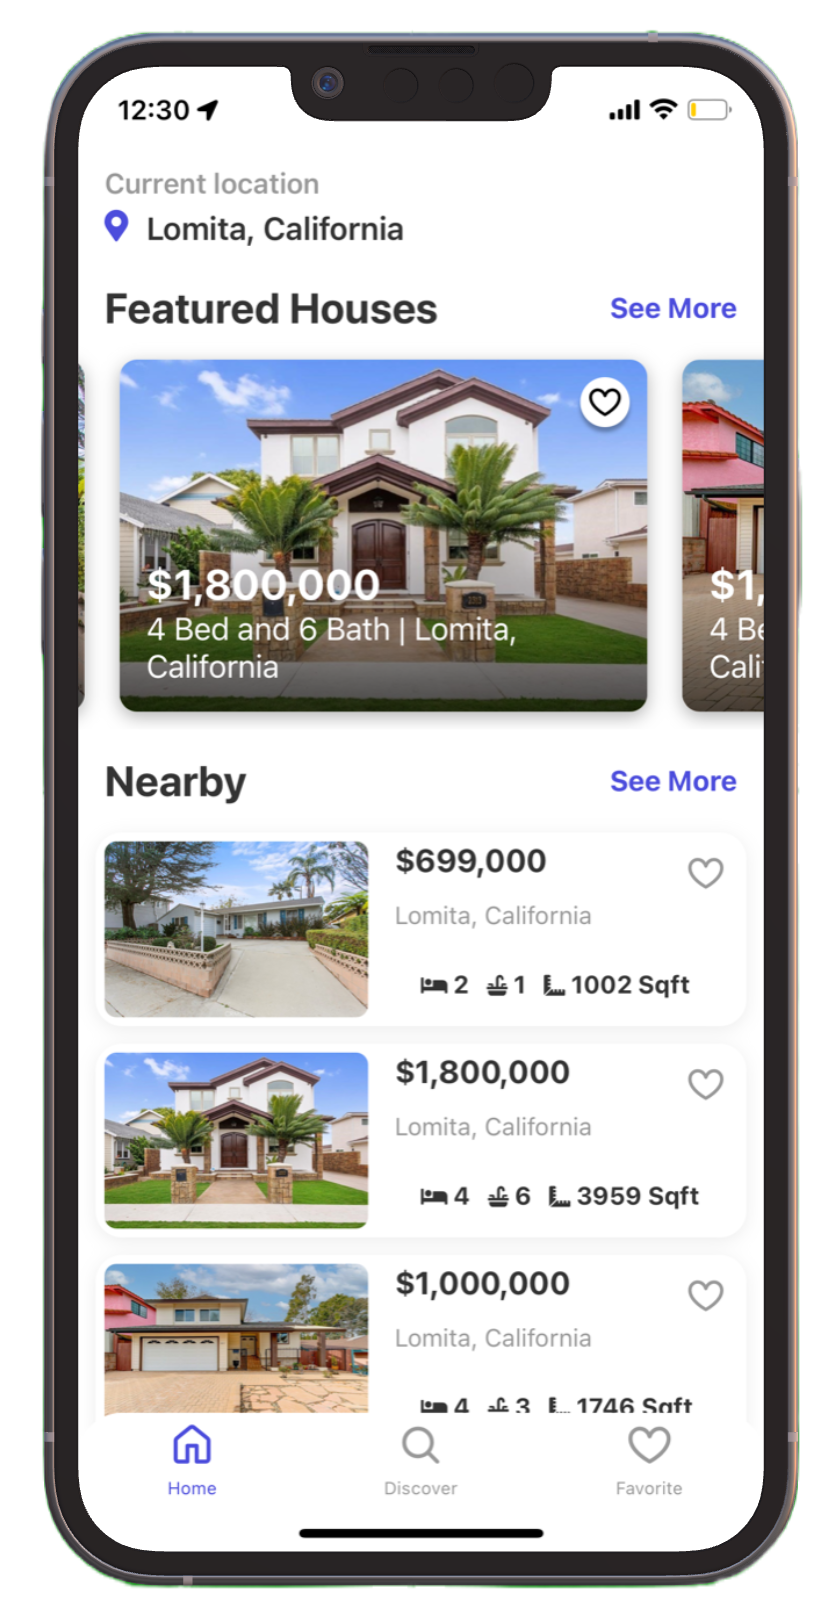 12:30
Current location
Lomita, California
Featured Houses
See More
$1,800,000
4 Bed and 6 Bath | Lomita,
California
$1,
4 Be
Cali
Nearby
See More
$699,000
Lomita, California
2 1 1002 Sqft
$1,800,000
Lomita, California
4 6 3959 Sqft
$1,000,000
Lomita, California
4 3 1746 Sqft
Home
Discover
Favorite